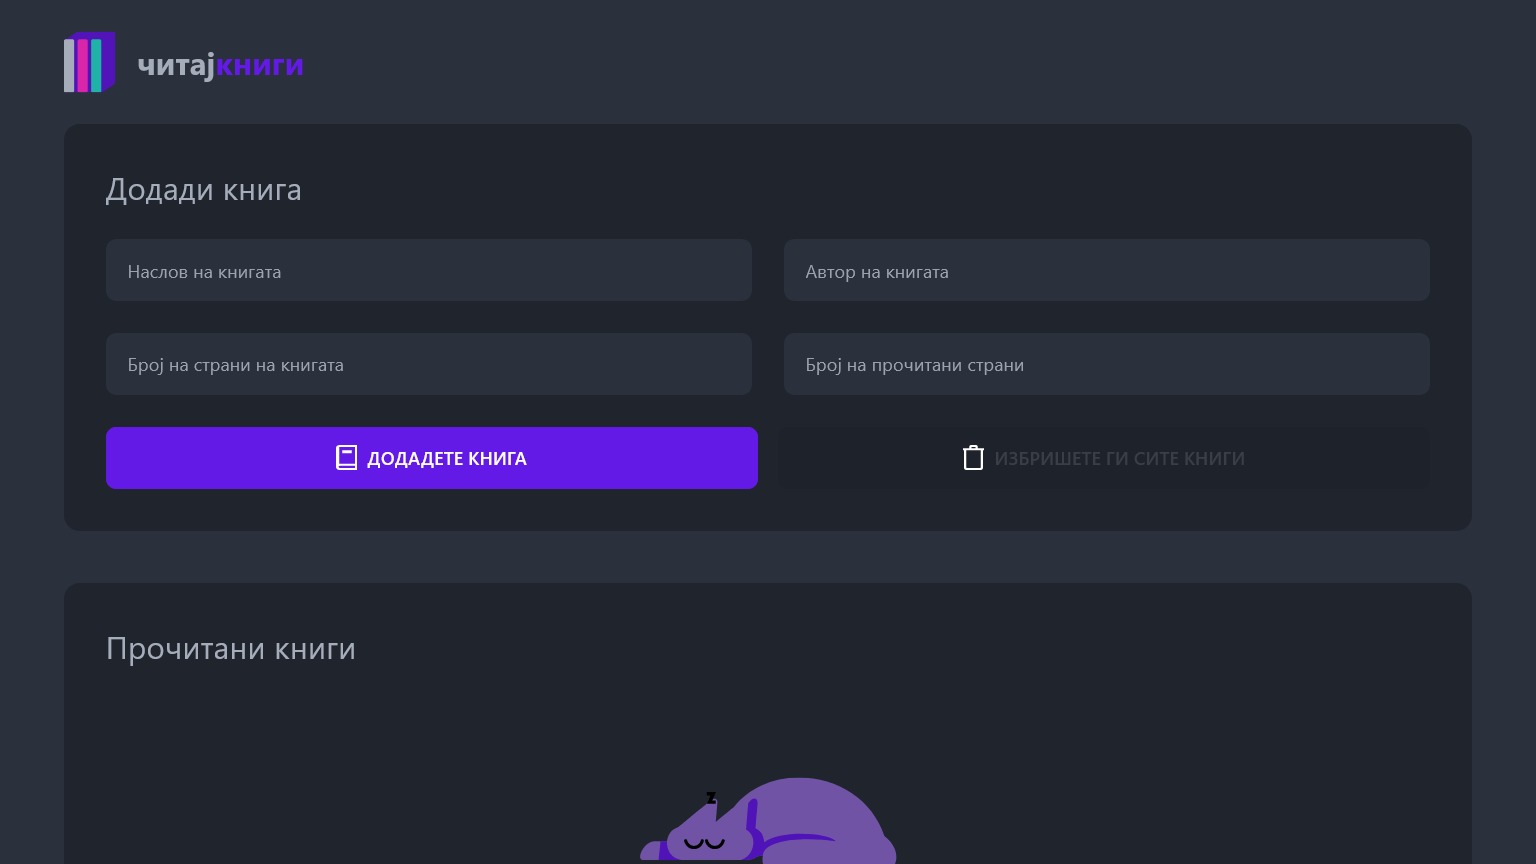 читајкниги
Додади книга
Наслов на книгата
Автор на книгата
Број на страни на книгата
Број на прочитани страни
ДОДАДЕТЕ КНИГА
ИЗБРИШЕТЕ ГИ СИТЕ КНИГИ
Прочитани книги
z